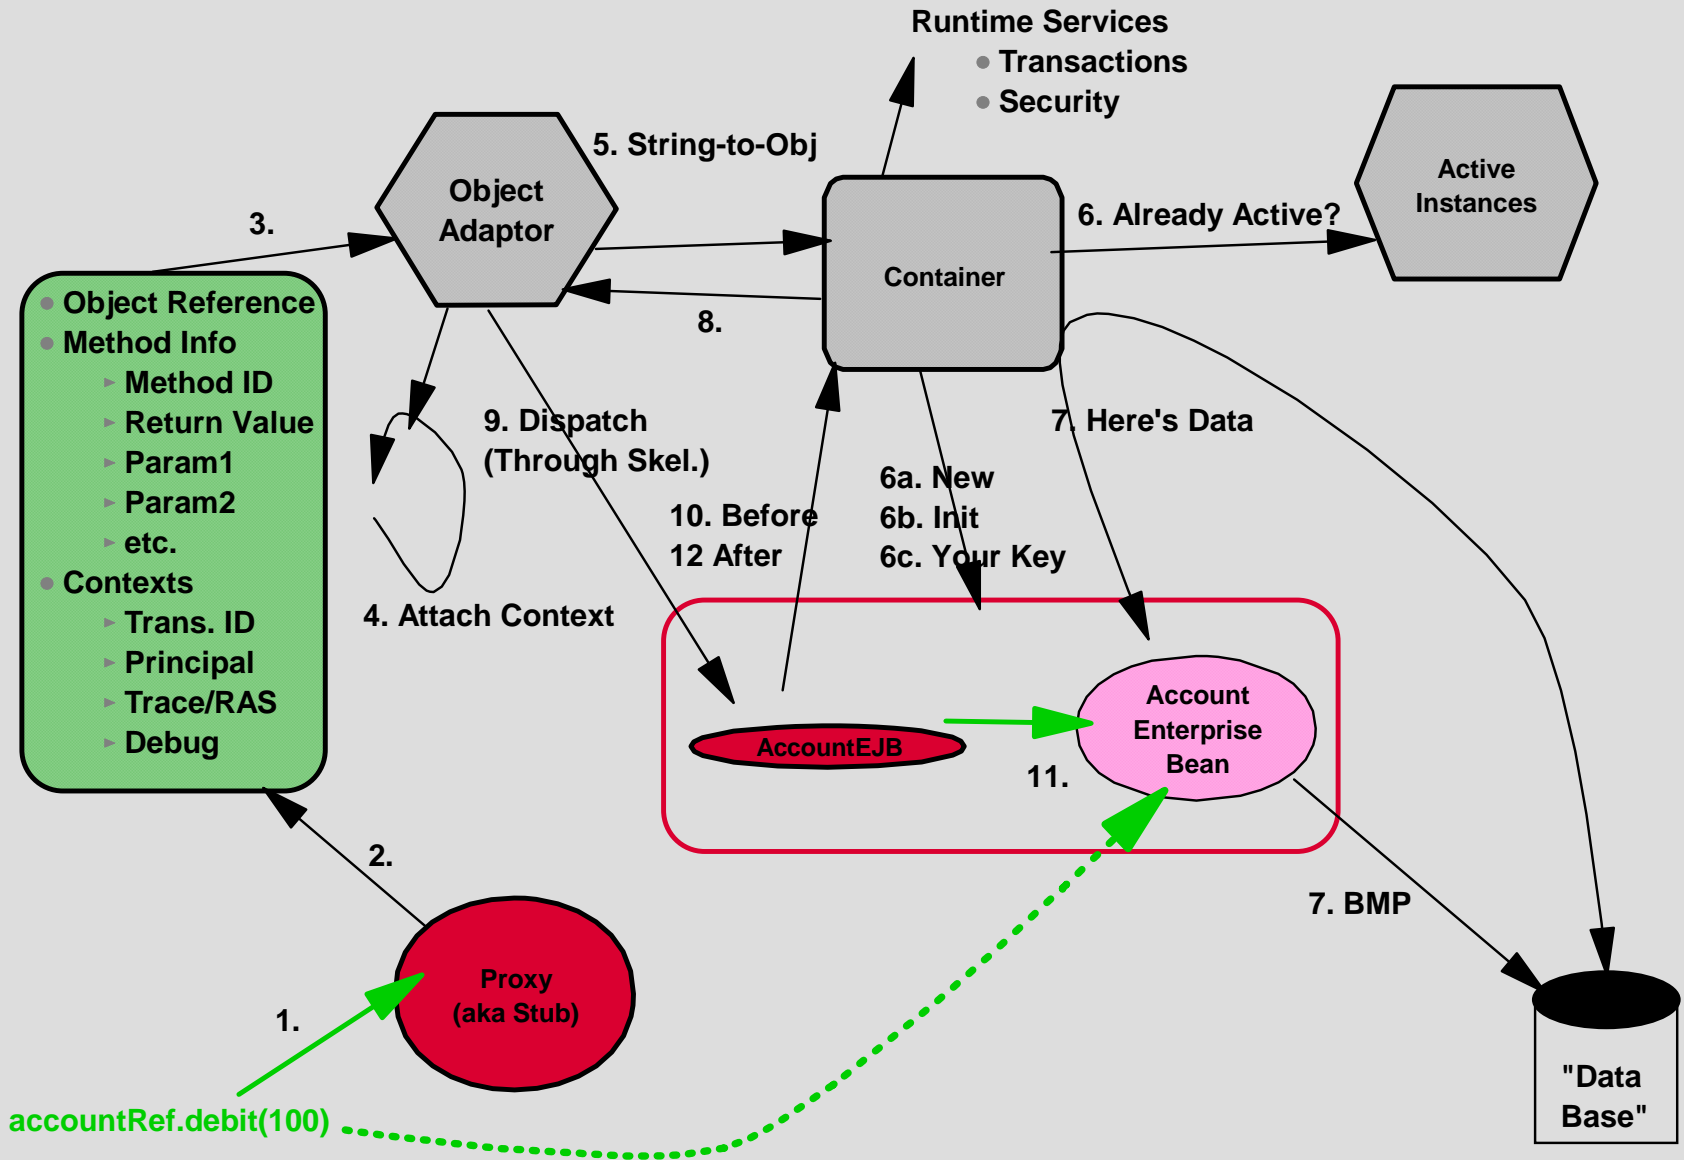 Runtime Services
Transactions
Security
5. String-to-Obj
Object
Adaptor
Active
Instances
3.
6. Already Active?
Container
8.
Object Reference
Method Info
Method ID
Return Value
Param1
Param2
etc.
Contexts
Trans. ID
Principal
Trace/RAS
Debug
9. Dispatch
(Through Skel.)
7. Here's Data
6a. New
6b. Init
6c. Your Key
10. Before
12 After
4. Attach Context
AccountEJB
Account
Enterprise
Bean
11.
2.
7. BMP
Proxy
(aka Stub)
1.
accountRef.debit(100)
"Data
Base"